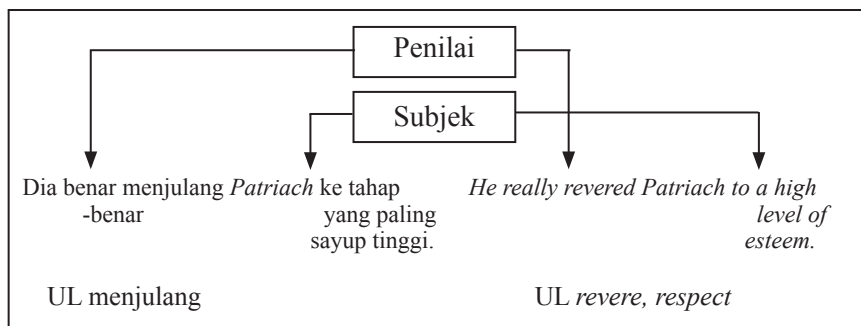 Penilai
Subjek
Dia benar menjulang Patriach ke tahap
-benar yang paling
sayup tinggi.
He really revered Patriach to a high
level of
esteem.
UL menjulang
UL revere, respect